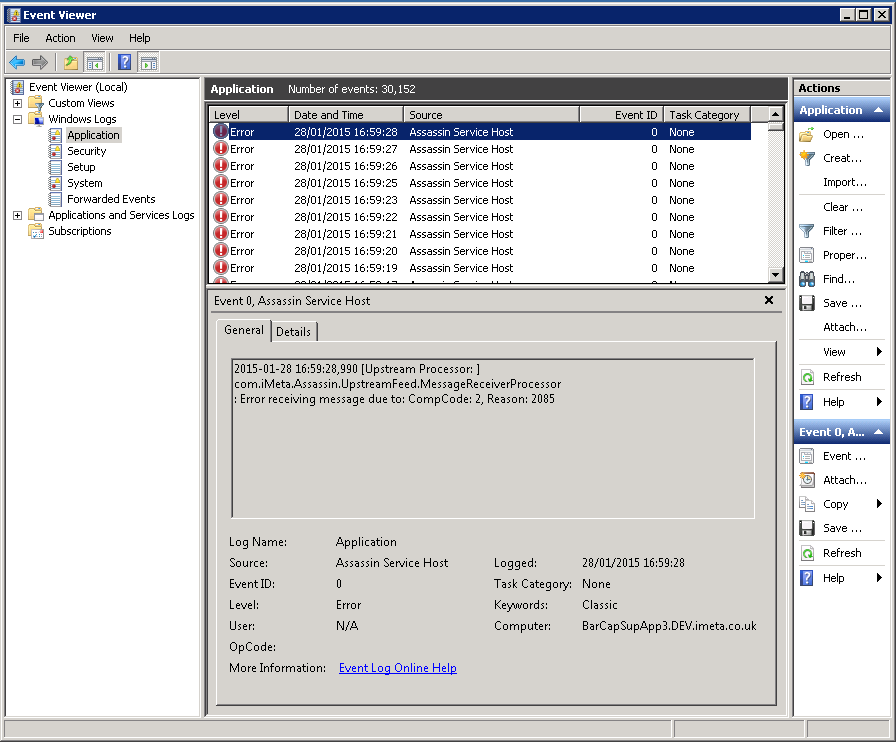 Event Viewer
File Action View Help
Event Viewer (Local)
Custom Views
Windows Logs
Application
Security
Setup
System
Forwarded Events
Applications and Services Logs
Subscriptions
Application Number of events: 30,152
Level Date and Time Source Event ID Task Category
Error 28/01/2015 16:59:28 Assassin Service Host 0 None
Error 28/01/2015 16:59:27 Assassin Service Host 0 None
Error 28/01/2015 16:59:26 Assassin Service Host 0 None
Error 28/01/2015 16:59:25 Assassin Service Host 0 None
Error 28/01/2015 16:59:23 Assassin Service Host 0 None
Error 28/01/2015 16:59:22 Assassin Service Host 0 None
Error 28/01/2015 16:59:21 Assassin Service Host 0 None
Error 28/01/2015 16:59:20 Assassin Service Host 0 None
Error 28/01/2015 16:59:19 Assassin Service Host 0 None
Event 0, Assassin Service Host
General Details
2015-01-28 16:59:28,990 [Upstream Processor: ]
com.iMeta.Assassin.UpstreamFeed.MessageReceiverProcessor
: Error receiving message due to: CompCode: 2, Reason: 2085
Log Name: Application
Source: Assassin Service Host Logged: 28/01/2015 16:59:28
Event ID: 0 Task Category: None
Level: Error Keywords: Classic
User: N/A Computer: BarCapSupApp3.DEV.imeta.co.uk
OpCode:
More Information: Event Log Online Help
Actions
Application
Open ...
Creat...
Import...
Clear ...
Filter ...
Proper...
Find...
Save ...
Attach...
View
Refresh
Help
Event 0, A...
Event ...
Attach...
Copy
Save ...
Refresh
Help